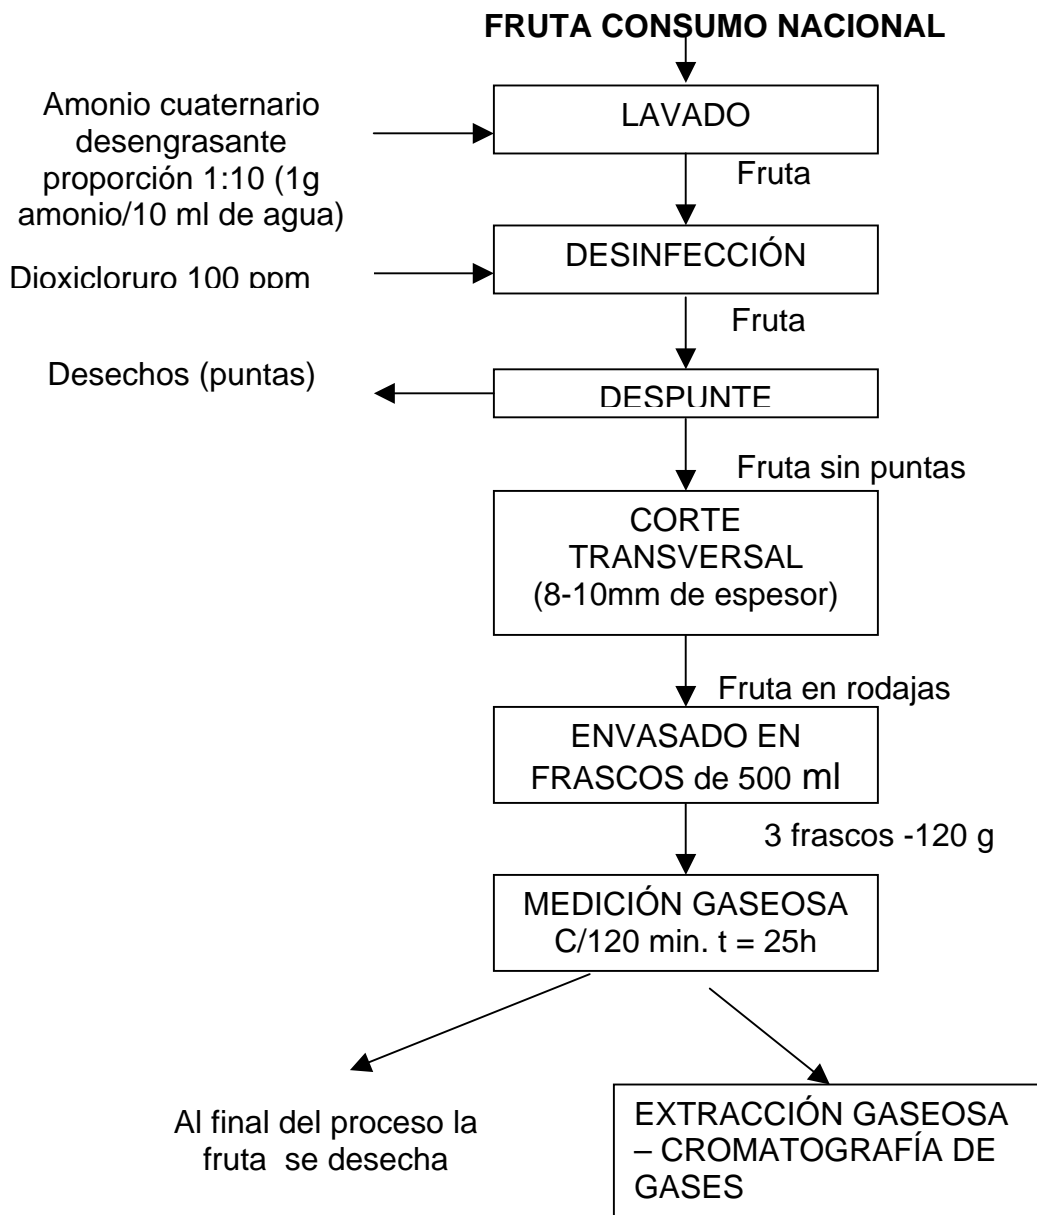 FRUTA CONSUMO NACIONAL
Amonio cuaternario
desengrasante
proporción 1:10 (1g
amonio/10 ml de agua)
LAVADO
Fruta
Dioxicloruro 100 ppm
DESINFECCIÓN
Fruta
Desechos (puntas)
DESPUNTE
Fruta sin puntas
CORTE
TRANSVERSAL
(8-10mm de espesor)
Fruta en rodajas
ENVASADO EN
FRASCOS de 500 ml
3 frascos -120 g
MEDICIÓN GASEOSA
C/120 min. t = 25h
Al final del proceso la
fruta se desecha
EXTRACCIÓN GASEOSA
– CROMATOGRAFÍA DE
GASES